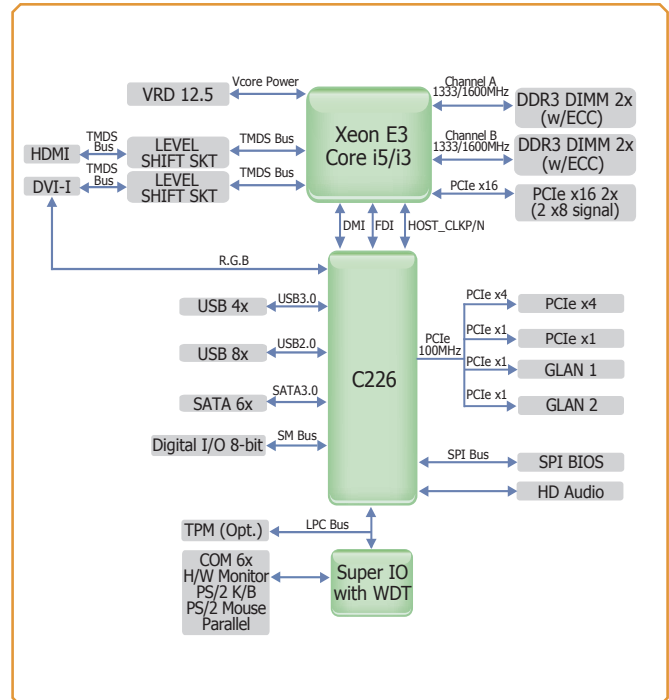 VRD 12.5
Vcore Power
Xeon E3
Core i5/i3
Channel A
1333/1600MHz
DDR3 DIMM 2x
(w/ECC)
Channel B
1333/1600MHz
DDR3 DIMM 2x
(w/ECC)
PCIe x16
PCIe x16 2x
(2 x8 signal)
HDMI
TMDS
Bus
LEVEL
SHIFT SKT
TMDS Bus
DVI-I
TMDS
Bus
LEVEL
SHIFT SKT
TMDS Bus
DMI
FDI
HOST_CLKP/N
R.G.B
C226
USB 4x
USB3.0
USB 8x
USB2.0
SATA 6x
SATA3.0
Digital I/O 8-bit
SM Bus
PCIe
100MHz
PCIe x4
PCIe x4
PCIe x1
PCIe x1
PCIe x1
GLAN 1
PCIe x1
GLAN 2
SPI Bus
SPI BIOS
HD Audio
TPM (Opt.)
LPC Bus
COM 6x
H/W Monitor
PS/2 K/B
PS/2 Mouse
Parallel
Super IO
with WDT